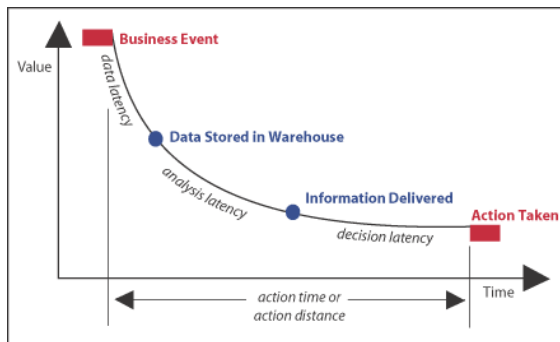 Business Event
Value
data latency
Data Stored in Warehouse
analysis latency
Information Delivered
Action Taken
decision latency
Time
action time or
action distance